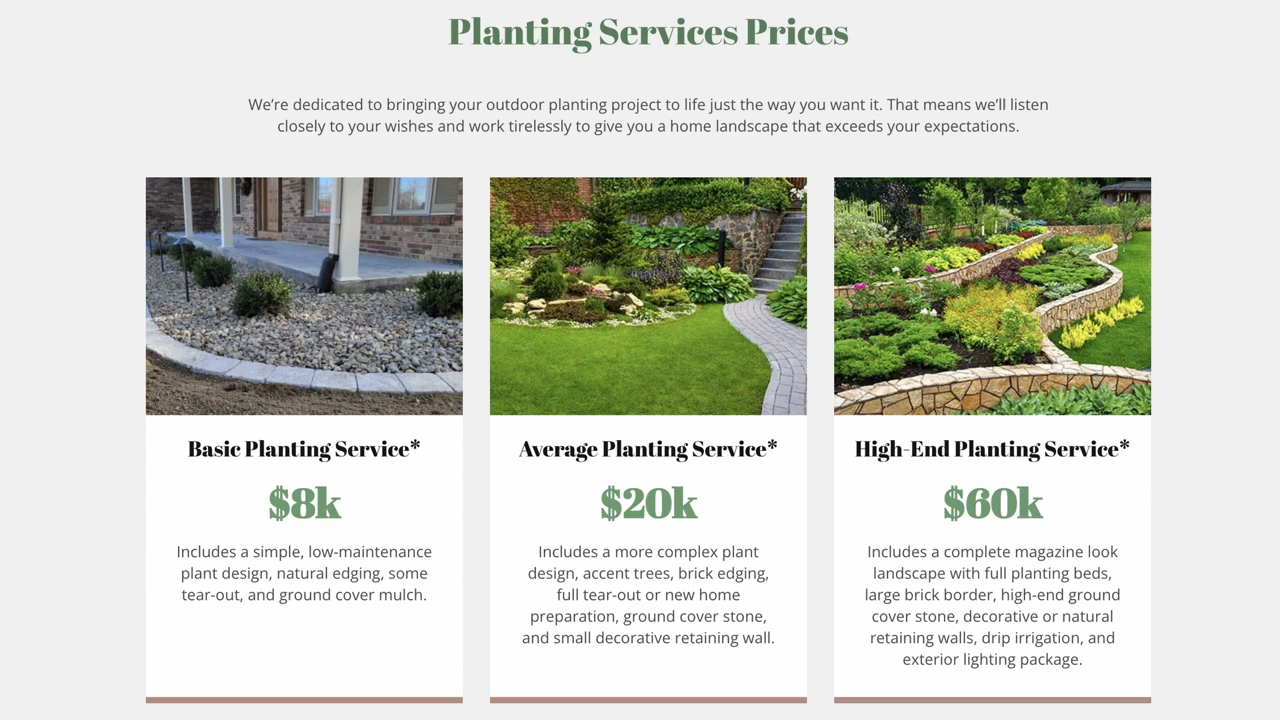 Planting Services Prices
We’re dedicated to bringing your outdoor planting project to life just the way you want it. That means we’ll listen
closely to your wishes and work tirelessly to give you a home landscape that exceeds your expectations.
Basic Planting Service*
$8k
Includes a simple, low-maintenance
plant design, natural edging, some
tear-out, and ground cover mulch.
Average Planting Service*
$20k
Includes a more complex plant
design, accent trees, brick edging,
full tear-out or new home
preparation, ground cover stone,
and small decorative retaining wall.
High-End Planting Service*
$60k
Includes a complete magazine look
landscape with full planting beds,
large brick border, high-end ground
cover stone, decorative or natural
retaining walls, drip irrigation, and
exterior lighting package.